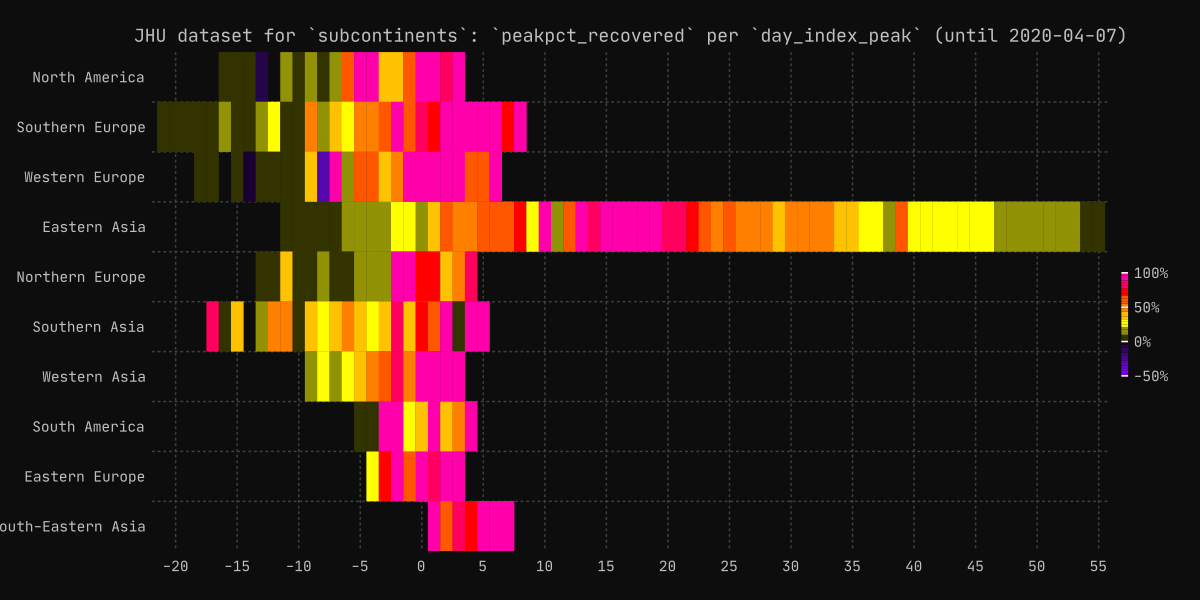 JHU dataset for `subcontinents`: `peakpct_recovered` per `day_index_peak` (until 2020-04-07)
North America
Southern Europe
Western Europe
Eastern Asia
Northern Europe
Southern Asia
Western Asia
South America
Eastern Europe
outh-Eastern Asia
100%
50%
0%
-50%
-20 -15 -10 -5 0 5 10 15 20 25 30 35 40 45 50 55